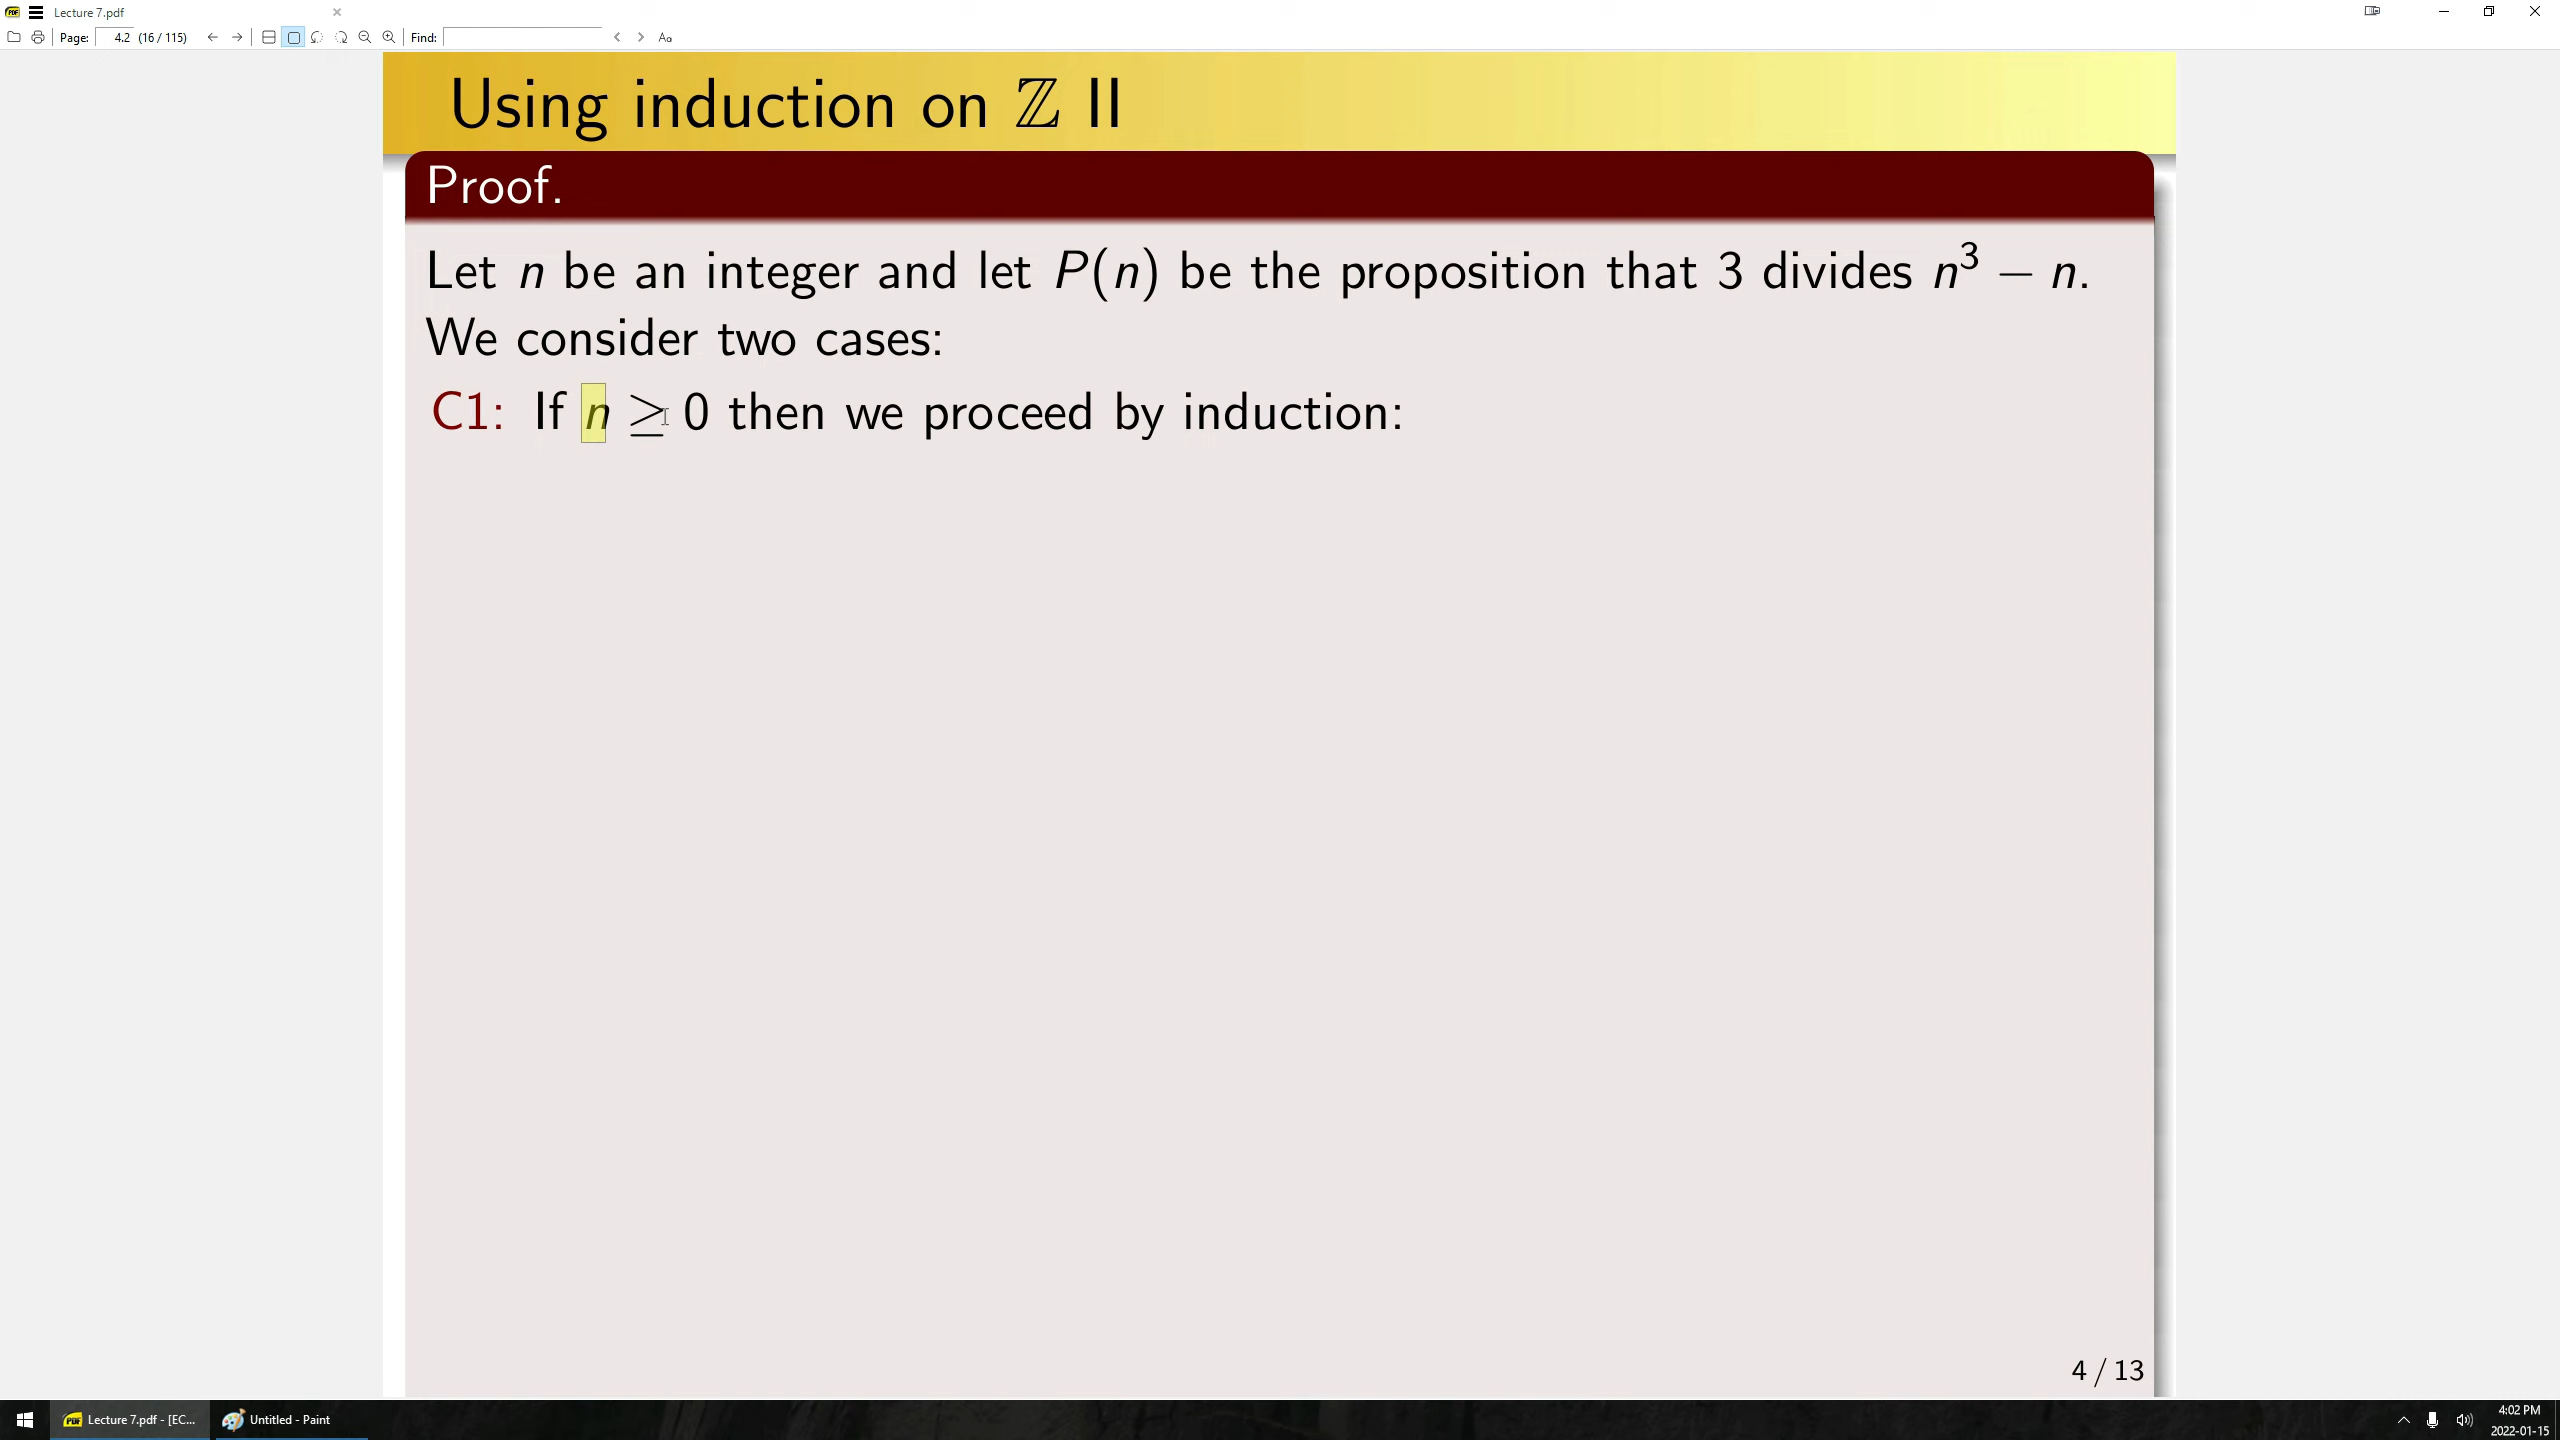 Lecture 7.pdf
Page: 4.2 (16 / 115) Find: Aa
Using induction on ℤ II
Proof.
Let n be an integer and let P(n) be the proposition that 3 divides n³ − n.
We consider two cases:
C1: If n ≥ 0 then we proceed by induction:
4 / 13
Lecture 7.pdf - [EC... Untitled - Paint
4:02 PM
2022-01-15